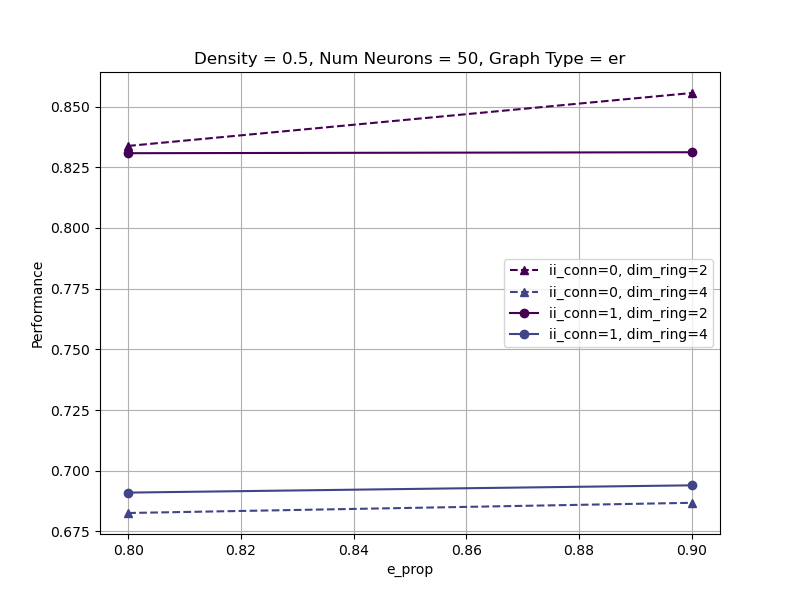 Density = 0.5, Num Neurons = 50, Graph Type = er
Performance
0.850
0.825
0.800
0.775
0.750
0.725
0.700
0.675
ii_conn=0, dim_ring=2
ii_conn=0, dim_ring=4
ii_conn=1, dim_ring=2
ii_conn=1, dim_ring=4
0.80 0.82 0.84 0.86 0.88 0.90
e_prop